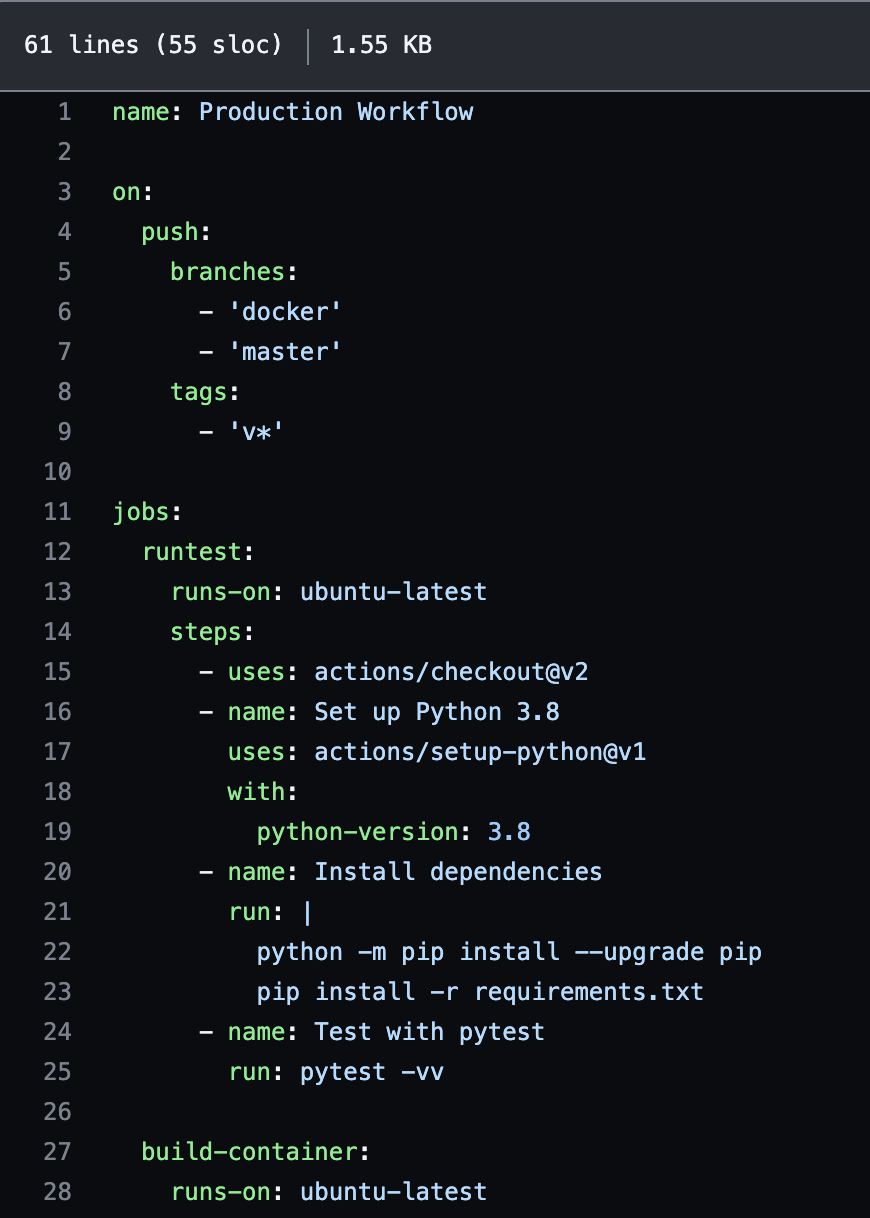 61 lines (55 sloc) | 1.55 KB
1 name: Production Workflow
2
3 on:
4   push:
5     branches:
6       - 'docker'
7       - 'master'
8     tags:
9       - 'v*'
10
11 jobs:
12   runtest:
13     runs-on: ubuntu-latest
14     steps:
15       - uses: actions/checkout@v2
16       - name: Set up Python 3.8
17         uses: actions/setup-python@v1
18         with:
19           python-version: 3.8
20       - name: Install dependencies
21         run: |
22           python -m pip install --upgrade pip
23           pip install -r requirements.txt
24       - name: Test with pytest
25         run: pytest -vv
26
27   build-container:
28     runs-on: ubuntu-latest